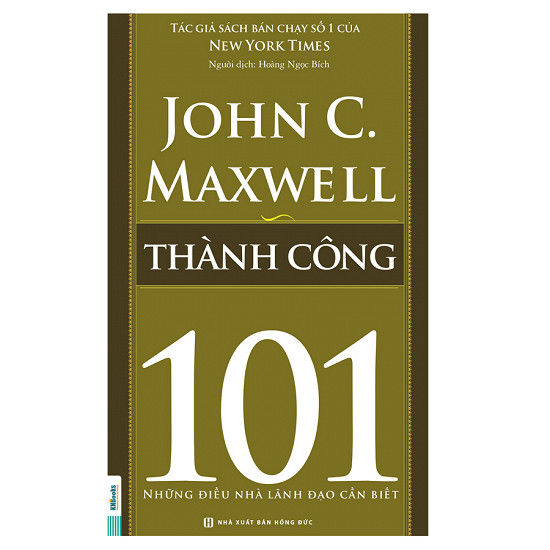 TÁC GIẢ SÁCH BÁN CHẠY SỐ 1 CỦA
NEW YORK TIMES
Người dịch: Hoàng Ngọc Bích
JOHN C.
MAXWELL
THÀNH CÔNG
101
NHỮNG ĐIỀU NHÀ LÃNH ĐẠO CẦN BIẾT
NHÀ XUẤT BẢN HỒNG ĐỨC
KNBooks